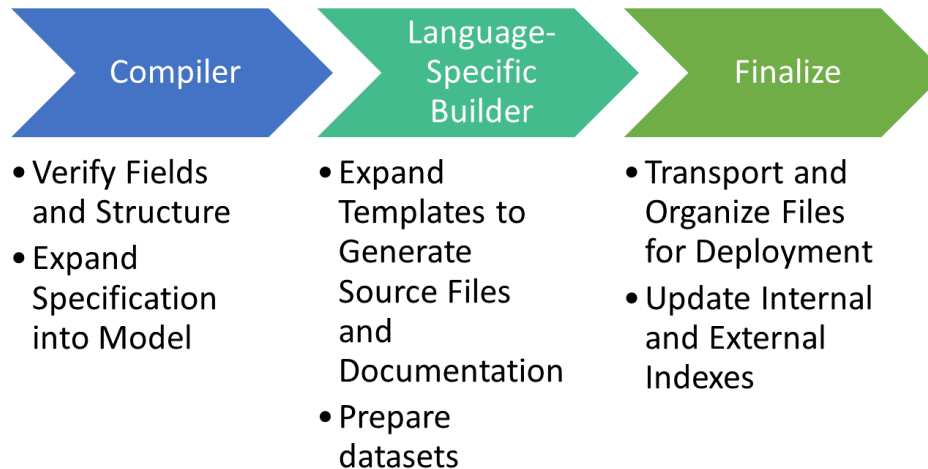 Compiler
Language-
Specific
Builder
Finalize
• Verify Fields
and Structure
• Expand
Specification
into Model
• Expand
Templates to
Generate
Source Files
and
Documentation
• Prepare
datasets
• Transport and
Organize Files
for Deployment
• Update Internal
and External
Indexes